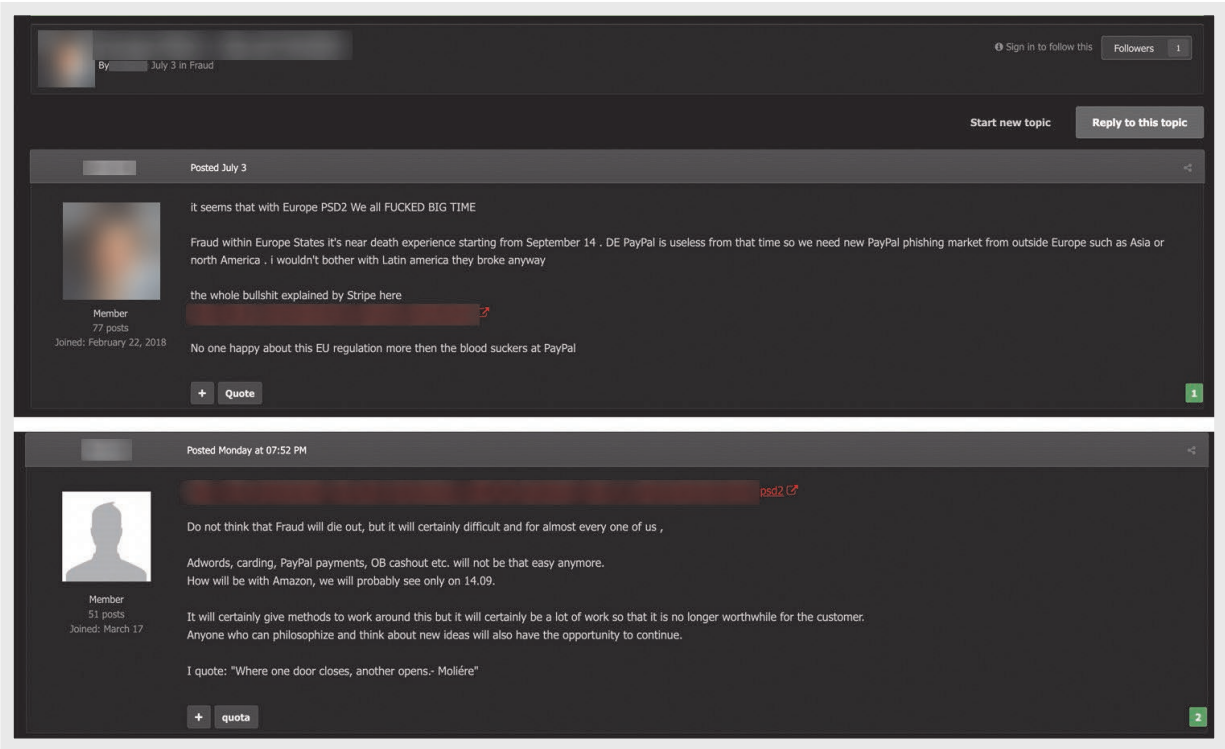 By July 3 in Fraud
Sign in to follow this
Followers 1
Start new topic
Reply to this topic
Posted July 3
Member
77 posts
Joined: February 22, 2018
it seems that with Europe PSD2 We all FUCKED BIG TIME
Fraud within Europe States it's near death experience starting from September 14 . DE PayPal is useless from that time so we need new PayPal phishing market from outside Europe such as Asia or
north America . i wouldn't bother with Latin america they broke anyway
the whole bullshit explained by Stripe here
No one happy about this EU regulation more then the blood suckers at PayPal
+ Quote
1
Posted Monday at 07:52 PM
Member
51 posts
Joined: March 17
psd2
Do not think that Fraud will die out, but it will certainly difficult and for almost every one of us ,
Adwords, carding, PayPal payments, OB cashout etc. will not be that easy anymore.
How will be with Amazon, we will probably see only on 14.09.
It will certainly give methods to work around this but it will certainly be a lot of work so that it is no longer worthwhile for the customer.
Anyone who can philosophize and think about new ideas will also have the opportunity to continue.
I quote: "Where one door closes, another opens.- Moliére"
+ quota
2